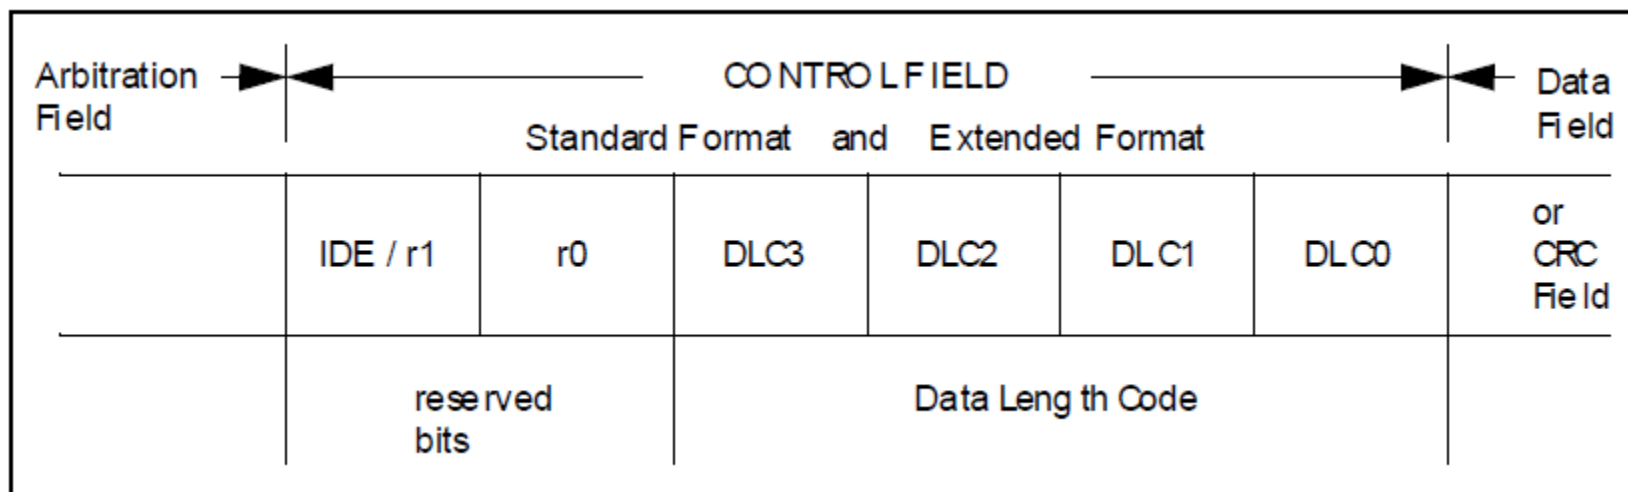 Arbitration
Field
CONTROL FIELD
Data
Field
Standard Format and Extended Format
IDE / r1
r0
DLC3
DLC2
DLC1
DLC0
or
CRC
Field
reserved
bits
Data Length Code